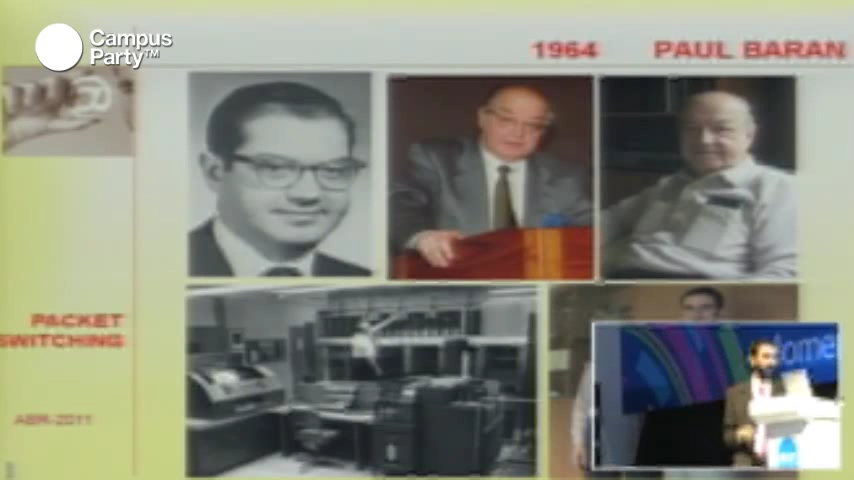 Campus
Party™
1964 PAUL BARAN
PACKET
SWITCHING
ABR-2011